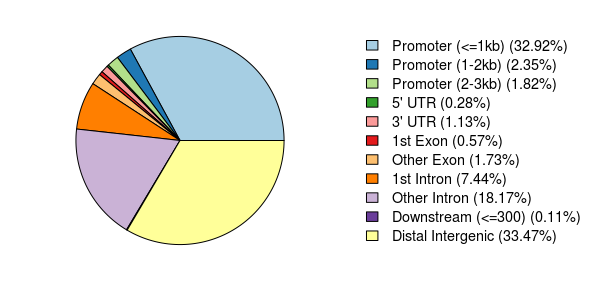 Promoter (<=1kb) (32.92%)
Promoter (1-2kb) (2.35%)
Promoter (2-3kb) (1.82%)
5' UTR (0.28%)
3' UTR (1.13%)
1st Exon (0.57%)
Other Exon (1.73%)
1st Intron (7.44%)
Other Intron (18.17%)
Downstream (<=300) (0.11%)
Distal Intergenic (33.47%)